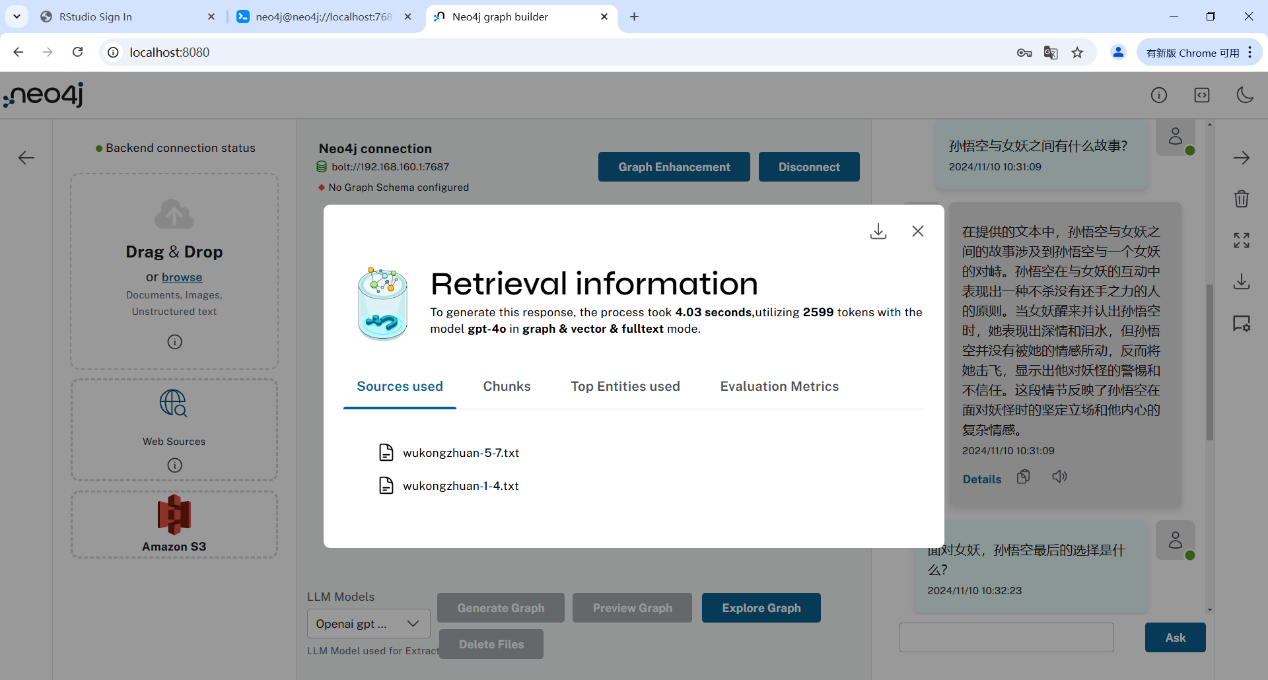 RStudio Sign In
neo4j@neo4j://localhost:768
Neo4j graph builder
localhost:8080
有新版 Chrome 可用
neo4j
Backend connection status
Drag & Drop
or browse
Documents, Images,
Unstructured text
Web Sources
Amazon S3
Neo4j connection
bolt://192.168.160.1:7687
No Graph Schema configured
Graph Enhancement
Disconnect
Retrieval information
To generate this response, the process took 4.03 seconds,utilizing 2599 tokens with the
model gpt-4o in graph & vector & fulltext mode.
Sources used
Chunks
Top Entities used
Evaluation Metrics
wukongzhuan-5-7.txt
wukongzhuan-1-4.txt
LLM Models
Openai gpt ...
LLM Model used for Extract
Generate Graph
Preview Graph
Explore Graph
Delete Files
孙悟空与女妖之间有什么故事?
2024/11/10 10:31:09
在提供的文本中，孙悟空与女妖之
间的故事涉及到孙悟空与一个女妖
的对峙。孙悟空在与女妖的互动中
表现出一种不杀没有还手之力的人
的原则。当女妖醒来并认出孙悟空
时，她表现出深情和泪水，但孙悟
空并没有被她的情感所动，反而将
她击飞，显示出他对妖怪的警惕和
不信任。这段情节反映了孙悟空在
面对妖怪时的坚定立场和他内心的
复杂情感。
2024/11/10 10:31:09
Details
面对女妖，孙悟空最后的选择是什
么?
2024/11/10 10:32:23
Ask